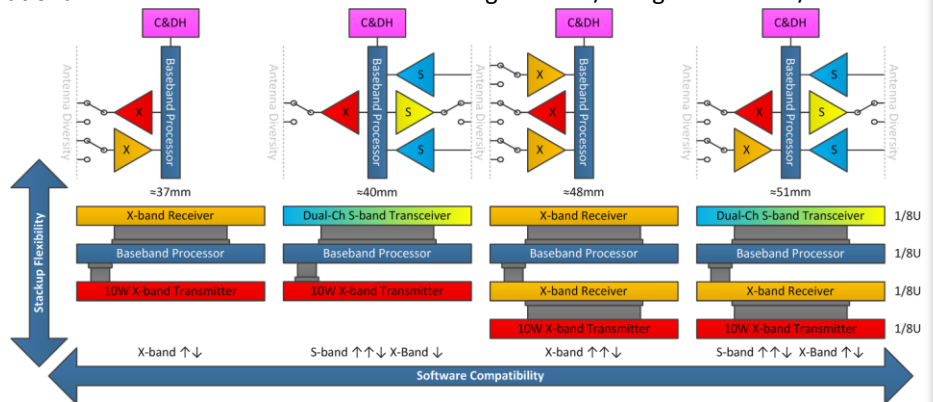 C&DH
C&DH
C&DH
C&DH
Antenna Diversity
X
X
Baseband Processor
X
Baseband Processor
S
S
S
Antenna Diversity
Antenna Diversity
X
X
X
Baseband Processor
X
X
Baseband Processor
S
S
S
Antenna Diversity
≈37mm
≈40mm
≈48mm
≈51mm
Stackup Flexibility
X-band Receiver
Baseband Processor
10W X-band Transmitter
X-band ↑↓
Dual-Ch S-band Transceiver
Baseband Processor
10W X-band Transmitter
S-band ↑↑↓ X-Band ↓
X-band Receiver
Baseband Processor
X-band Receiver
10W X-band Transmitter
X-band ↑↑↓
Dual-Ch S-band Transceiver 1/8U
Baseband Processor 1/8U
X-band Receiver 1/8U
10W X-band Transmitter 1/8U
S-band ↑↑↓ X-Band ↑↓
Software Compatibility